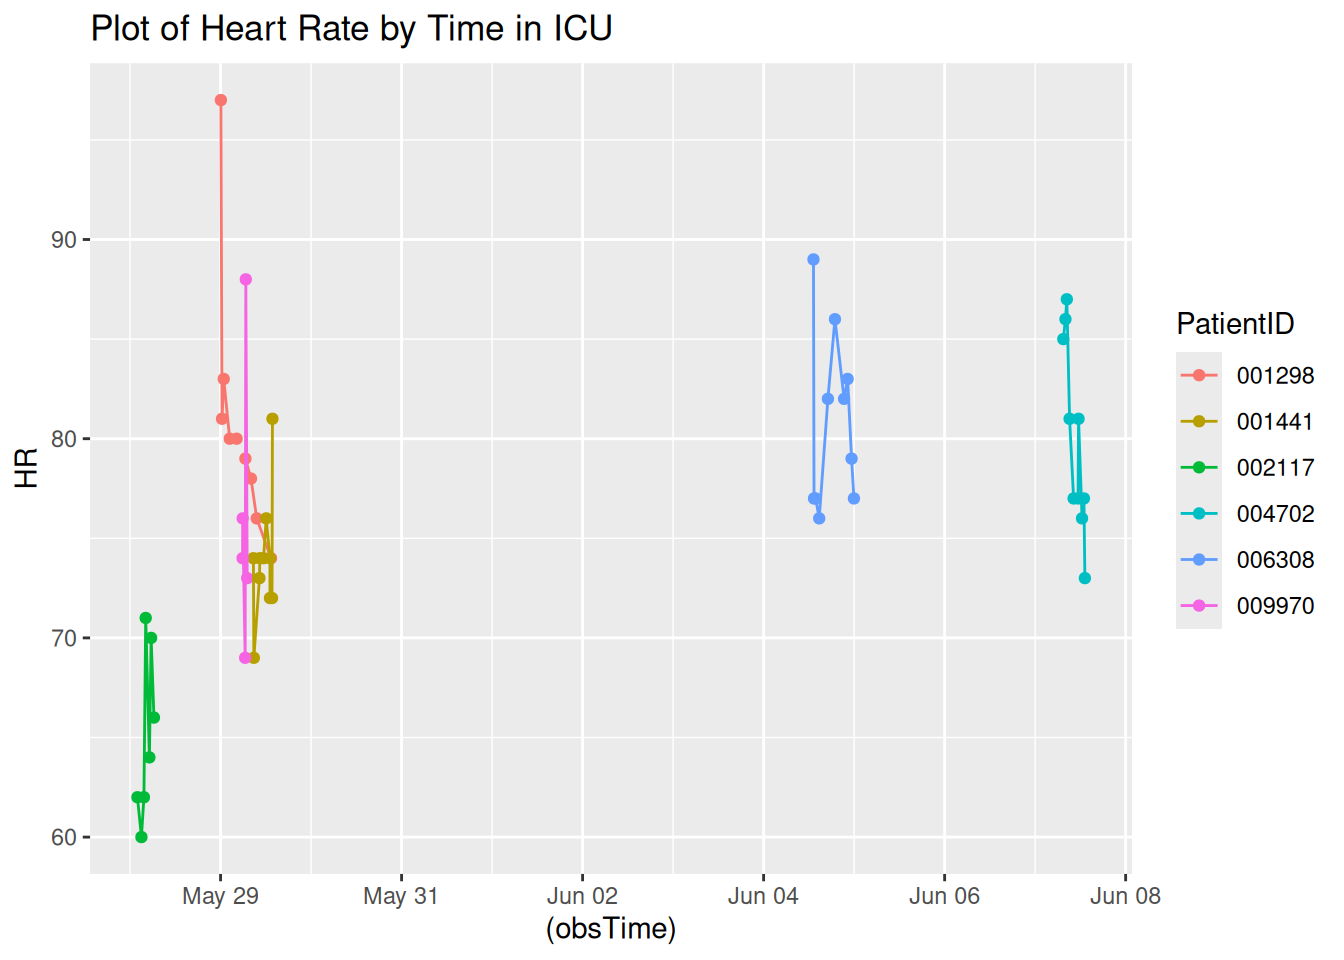 Plot of Heart Rate by Time in ICU
HR
90
80
70
60
May 29
May 31
Jun 02
Jun 04
Jun 06
Jun 08
(obsTime)
PatientID
001298
001441
002117
004702
006308
009970